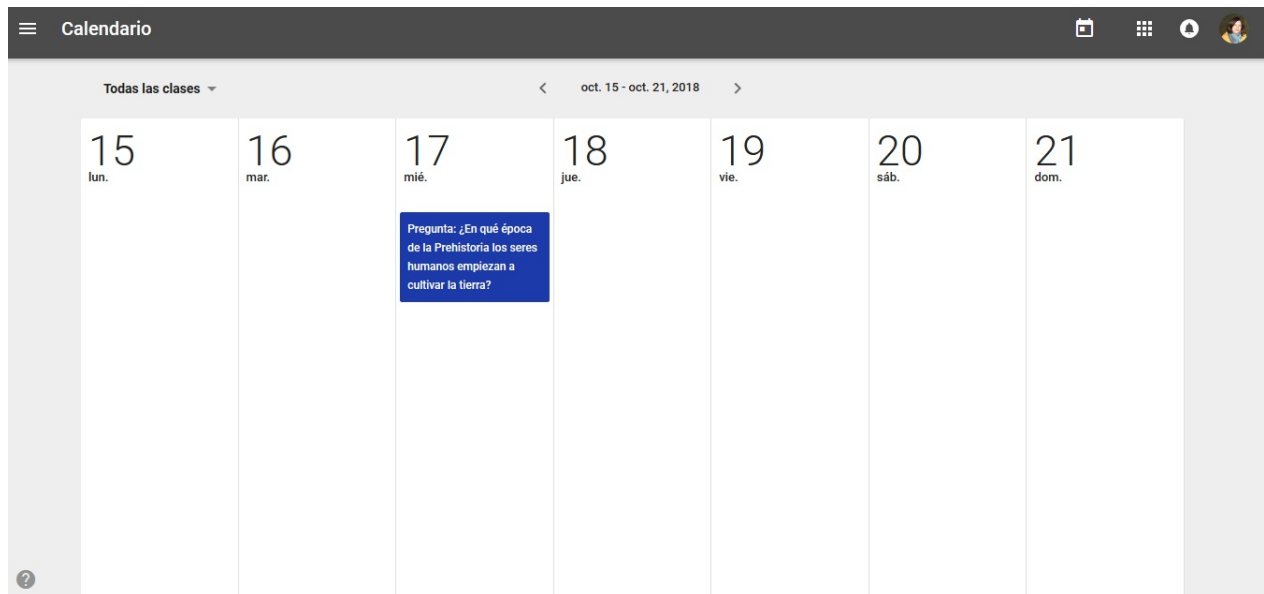 Calendario
Todas las clases
oct. 15 - oct. 21, 2018
15
lun.
16
mar.
17
mié.
18
jue.
19
vie.
20
sáb.
21
dom.
Pregunta: ¿En qué época
de la Prehistoria los seres
humanos empiezan a
cultivar la tierra?